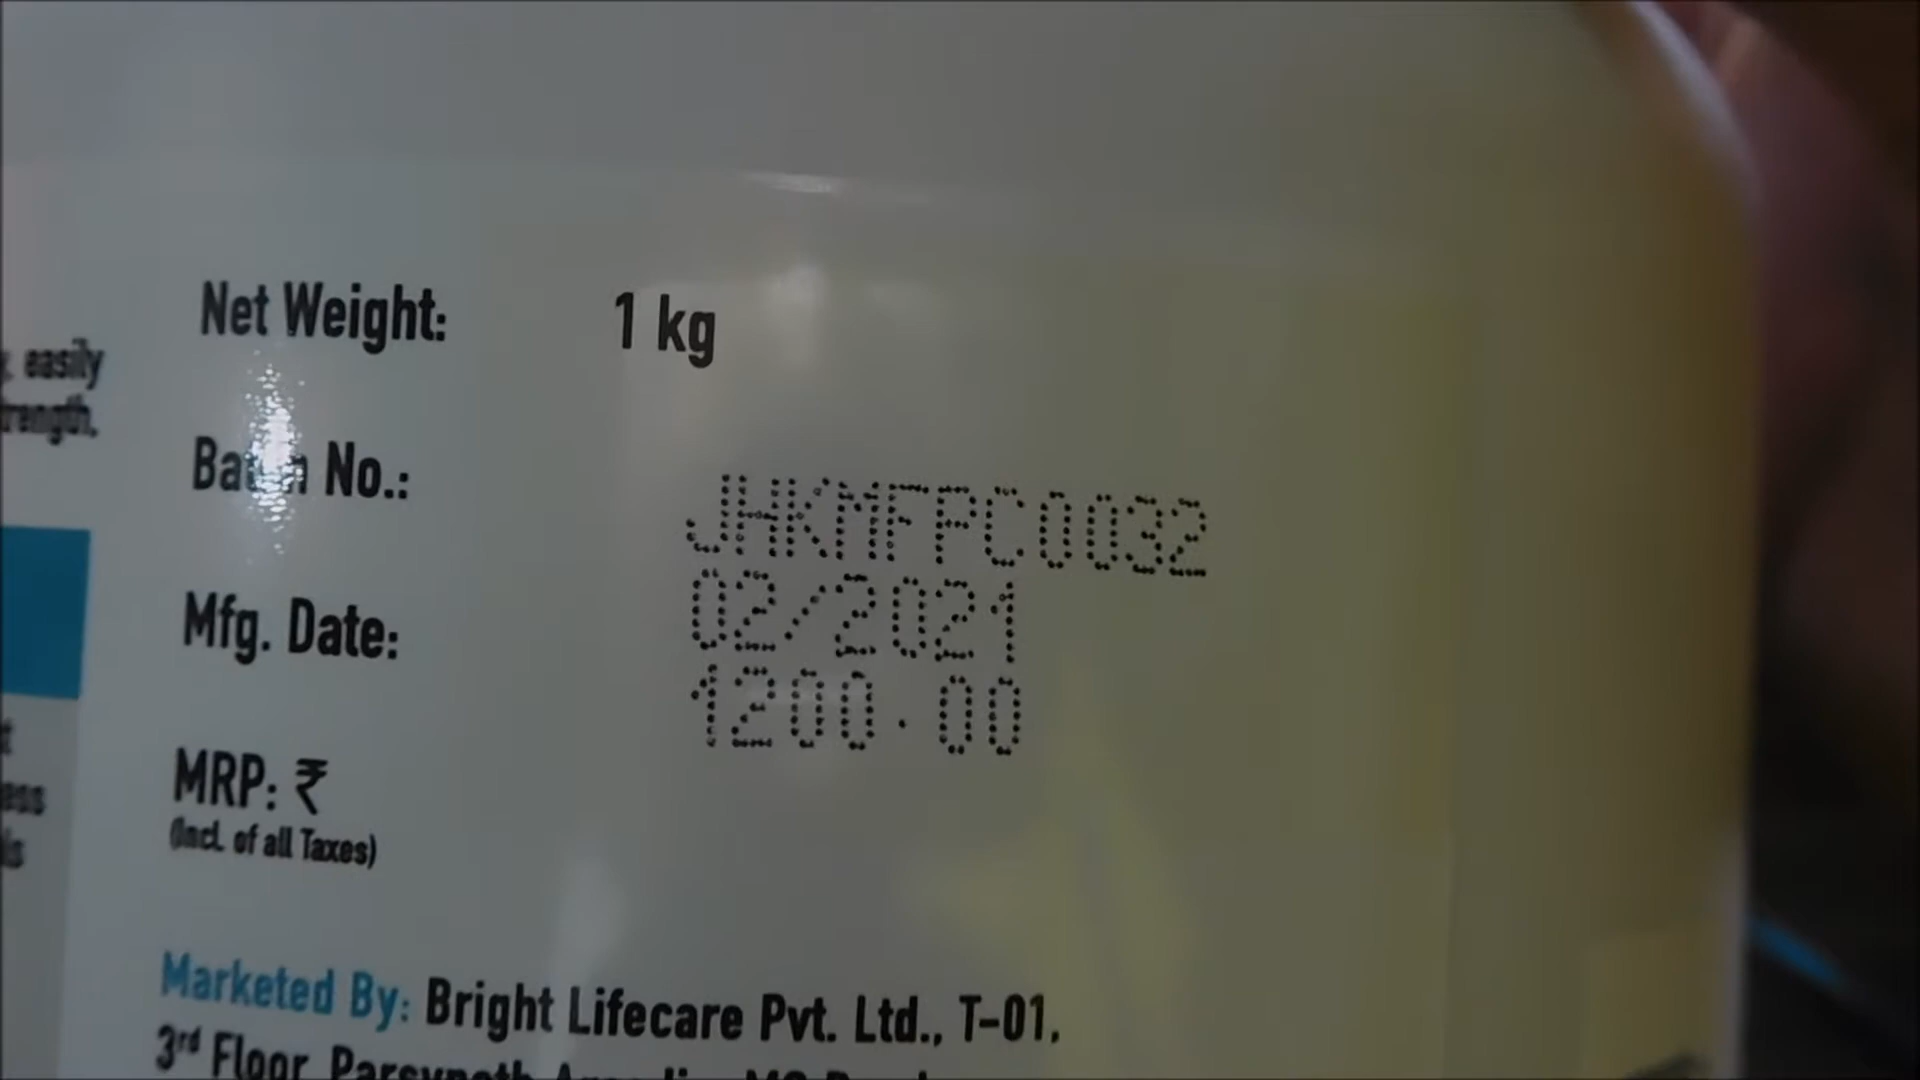 Net Weight: 1 kg
easily
Batch No.: JHKMFPC0032
Mfg. Date: 02/2021
MRP: ₹ 1200.00
(Incl. of all Taxes)
Marketed By: Bright Lifecare Pvt. Ltd., T-01,
3rd Floor